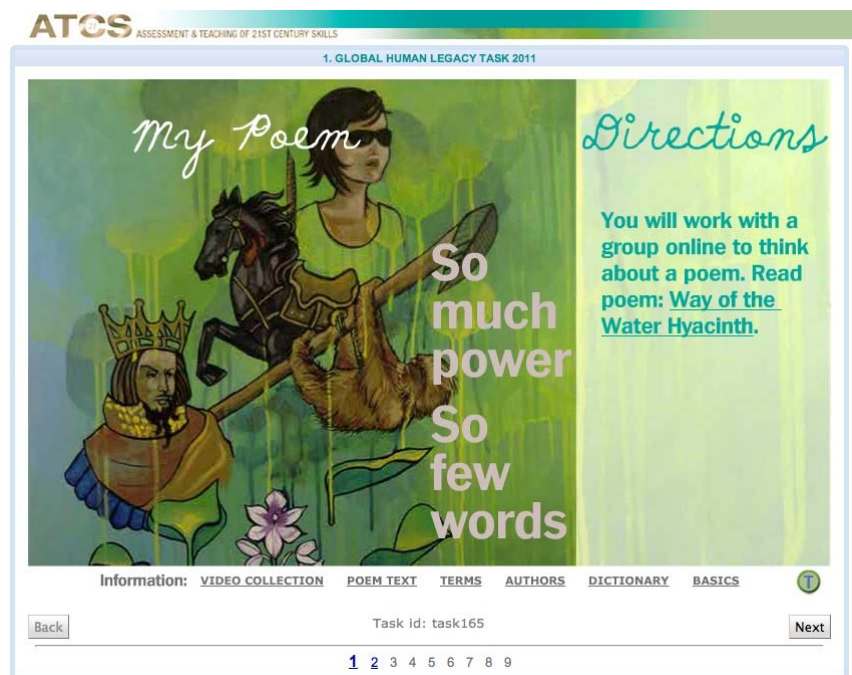 ATCS ASSESSMENT & TEACHING OF 21ST CENTURY SKILLS
1. GLOBAL HUMAN LEGACY TASK 2011
My Poem
So
much
power
So
few
words
Directions
You will work with a
group online to think
about a poem. Read
poem: Way of the
Water Hyacinth.
Information: VIDEO COLLECTION POEM TEXT TERMS AUTHORS DICTIONARY BASICS T
Back Task id: task165 Next
1 2 3 4 5 6 7 8 9